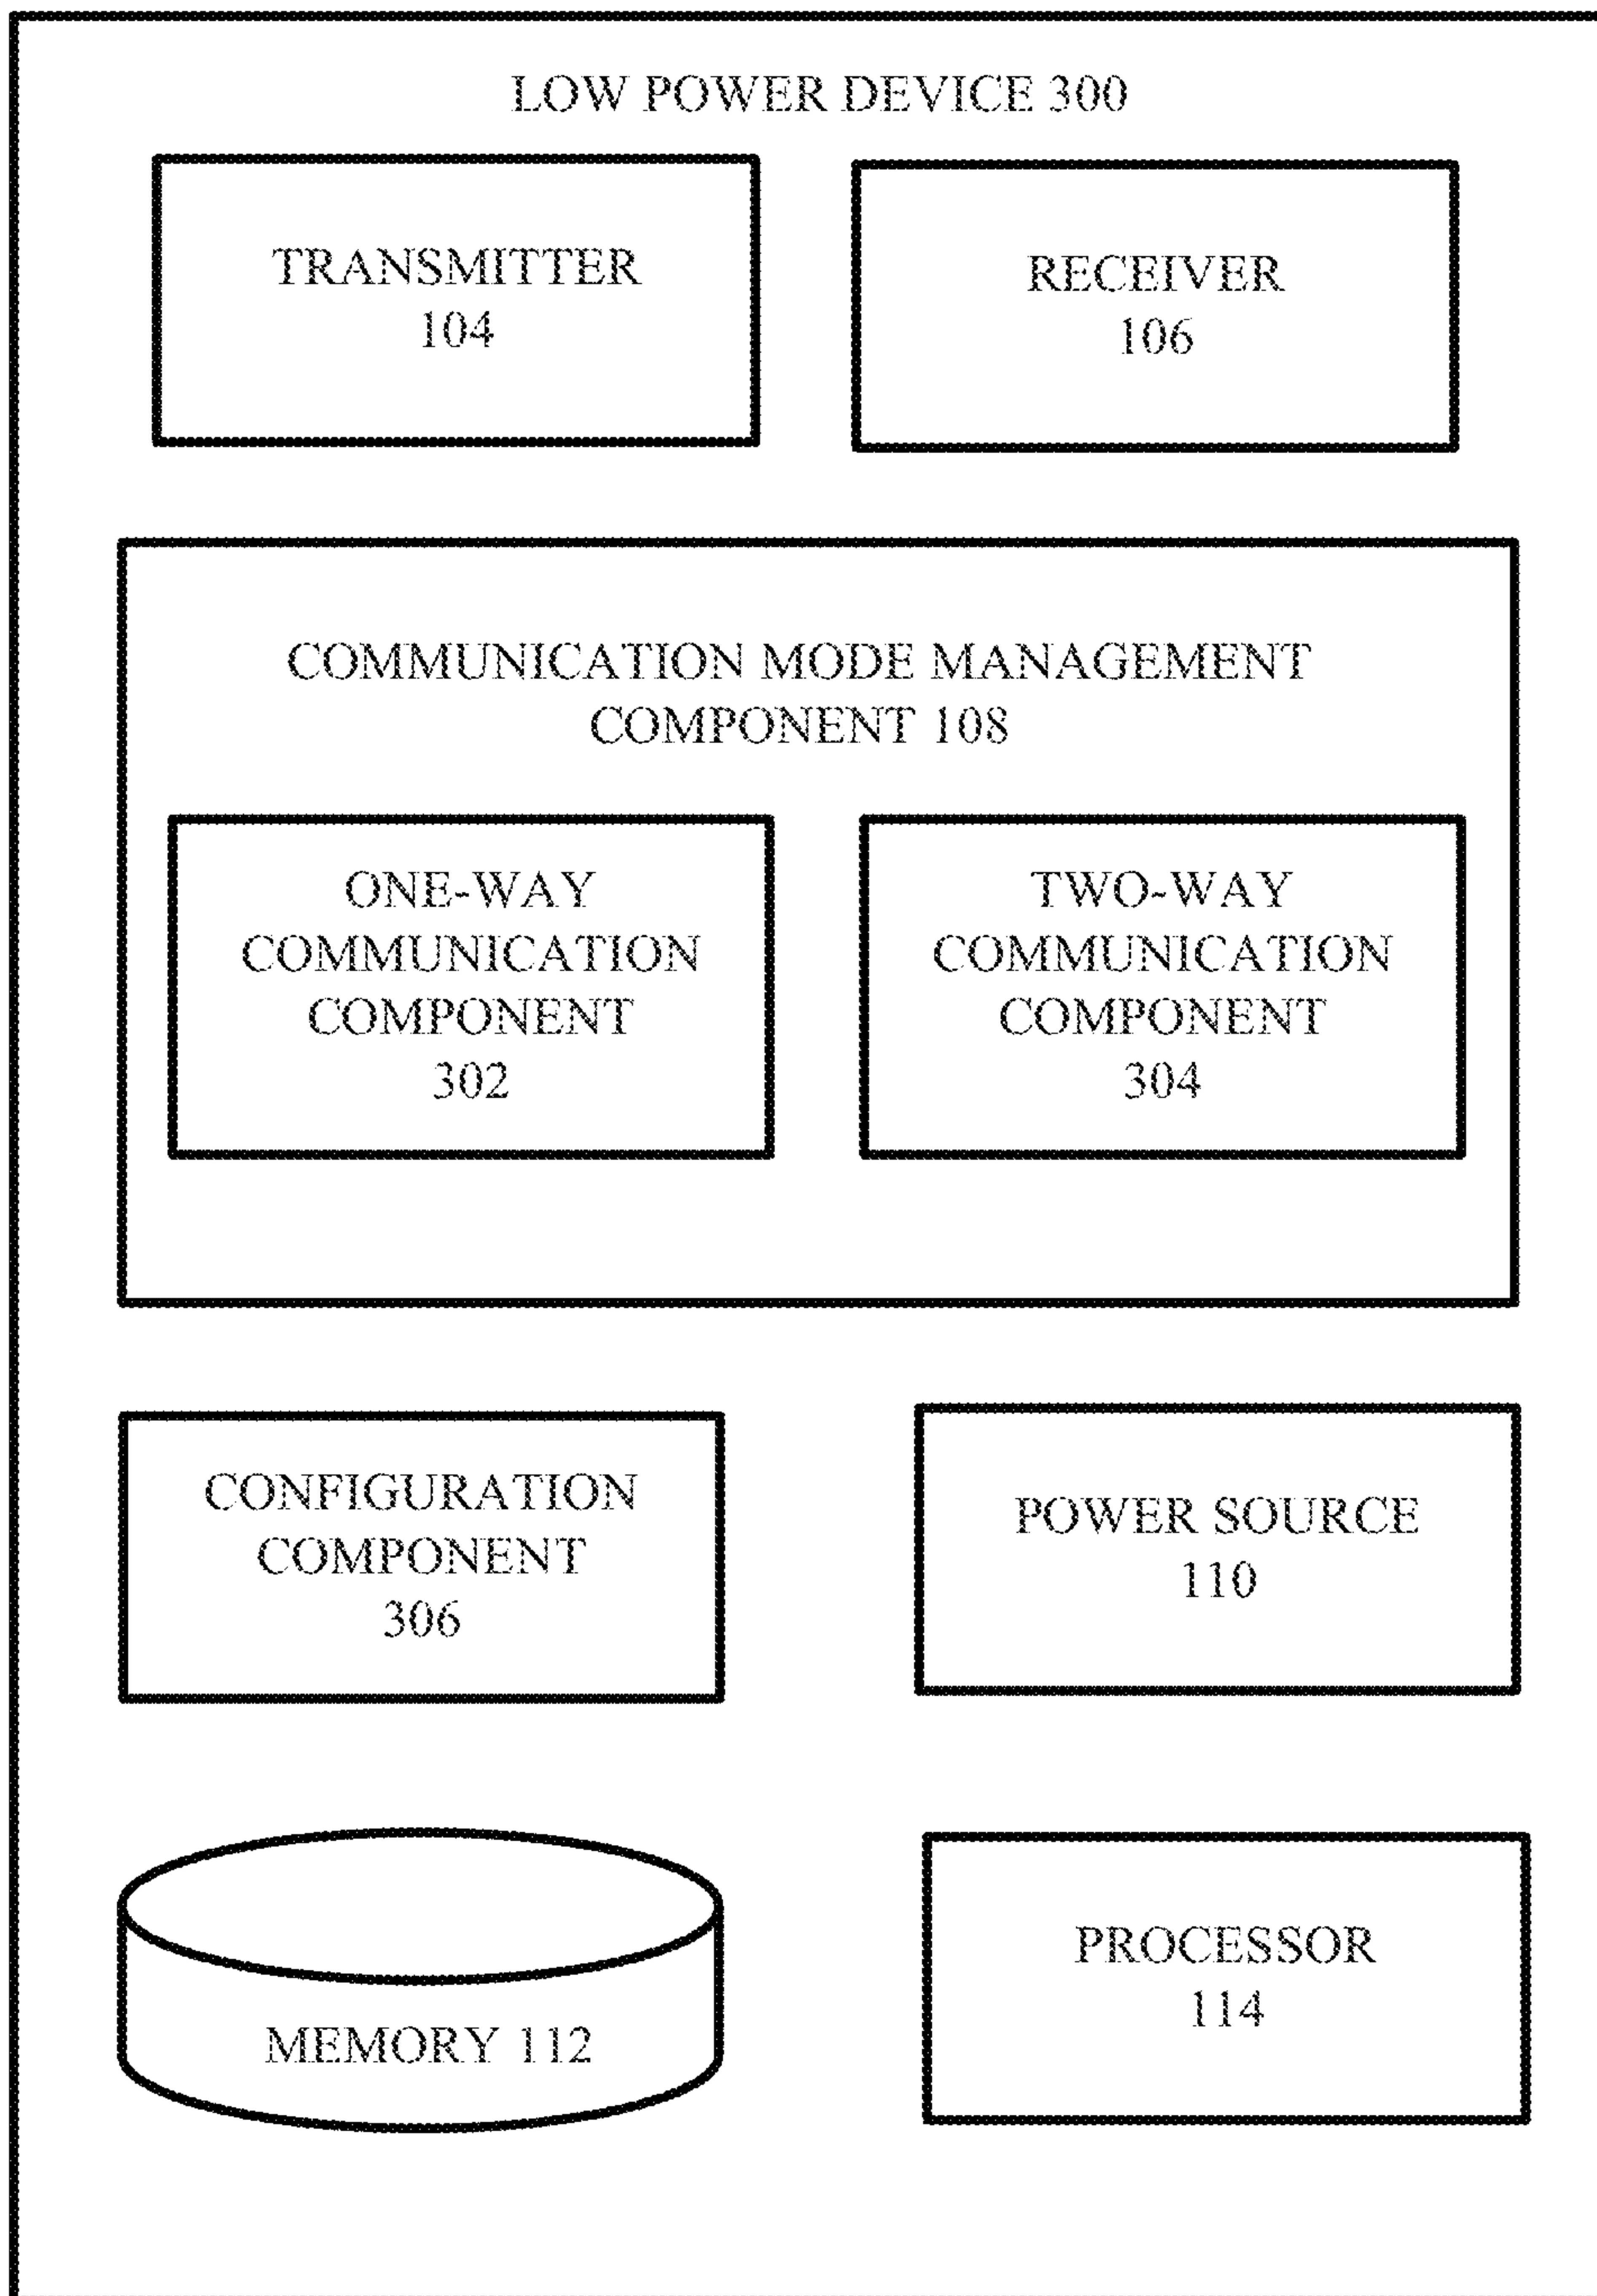 LOW POWER DEVICE 300
TRANSMITTER
104
RECEIVER
106
COMMUNICATION MODE MANAGEMENT
COMPONENT 108
ONE-WAY
COMMUNICATION
COMPONENT
302
TWO-WAY
COMMUNICATION
COMPONENT
304
CONFIGURATION
COMPONENT
306
POWER SOURCE
110
MEMORY 112
PROCESSOR
114